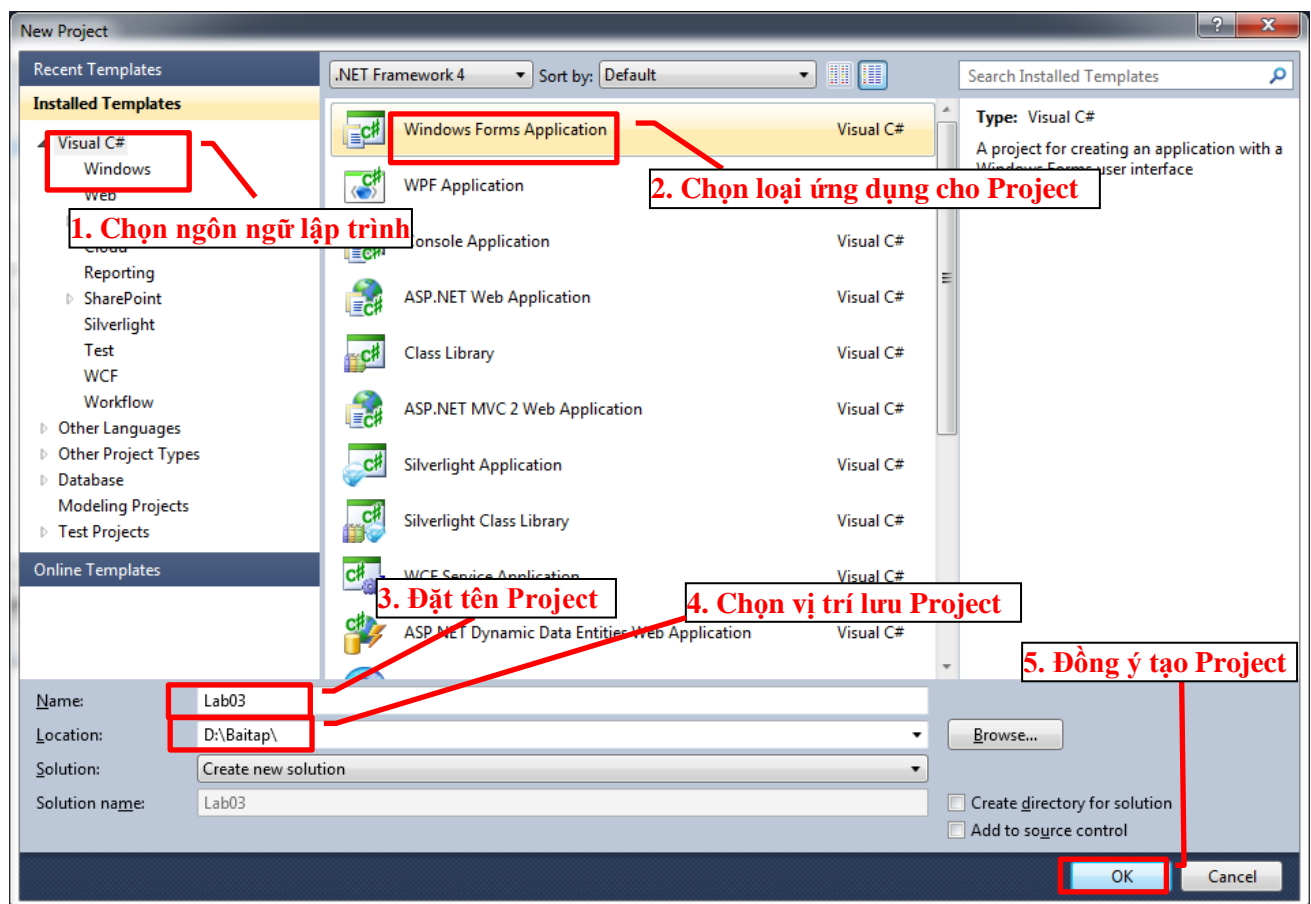 New Project
Recent Templates
.NET Framework 4
Sort by: Default
Search Installed Templates
Installed Templates
Visual C#
Windows
Web
1. Chọn ngôn ngữ lập trình
Cloud
Reporting
SharePoint
Silverlight
Test
WCF
Workflow
Other Languages
Other Project Types
Database
Modeling Projects
Test Projects
Online Templates
Windows Forms Application Visual C#
2. Chọn loại ứng dụng cho Project
WPF Application
Console Application Visual C#
ASP.NET Web Application Visual C#
Class Library Visual C#
ASP.NET MVC 2 Web Application Visual C#
Silverlight Application Visual C#
Silverlight Class Library Visual C#
WCF Service Application Visual C#
3. Đặt tên Project
4. Chọn vị trí lưu Project
ASP.NET Dynamic Data Entities Web Application Visual C#
Type: Visual C#
A project for creating an application with a
Windows Forms user interface
5. Đồng ý tạo Project
Name: Lab03
Location: D:\Baitap\
Browse...
Solution: Create new solution
Solution name: Lab03
Create directory for solution
Add to source control
OK
Cancel